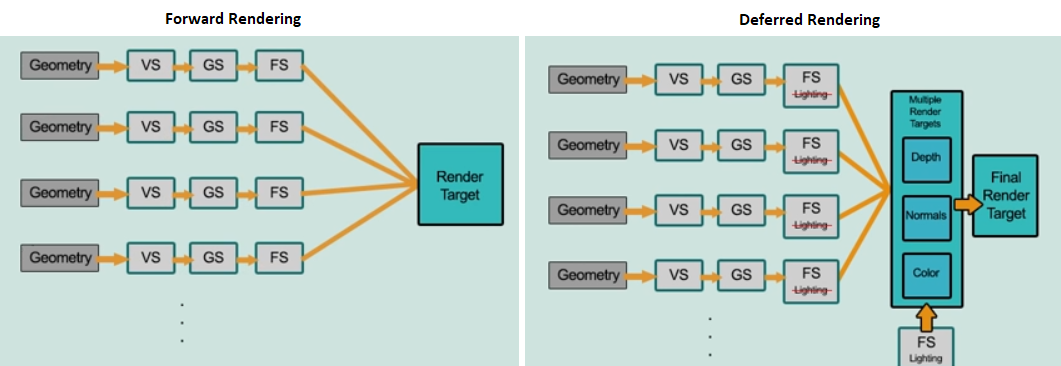 Forward Rendering
Geometry VS GS FS
Geometry VS GS FS
Geometry VS GS FS
Geometry VS GS FS
Render
Target
Deferred Rendering
Geometry VS GS FS
Lighting
Geometry VS GS FS
Lighting
Geometry VS GS FS
Lighting
Geometry VS GS FS
Lighting
Multiple
Render
Targets
Depth
Normals
Color
Final
Render
Target
FS
Lighting